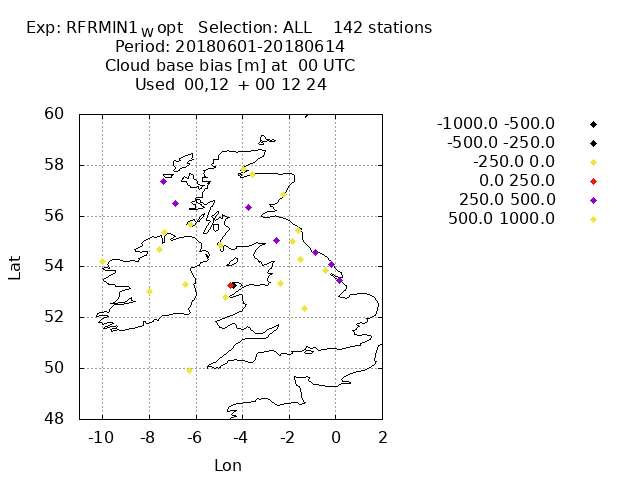 Exp: RFRMIN1Wopt Selection: ALL 142 stations
Period: 20180601-20180614
Cloud base bias [m] at 00 UTC
Used 00,12 + 00 12 24
-1000.0 -500.0
-500.0 -250.0
-250.0 0.0
0.0 250.0
250.0 500.0
500.0 1000.0
60
58
56
54
52
50
48
Lat
-10 -8 -6 -4 -2 0 2
Lon